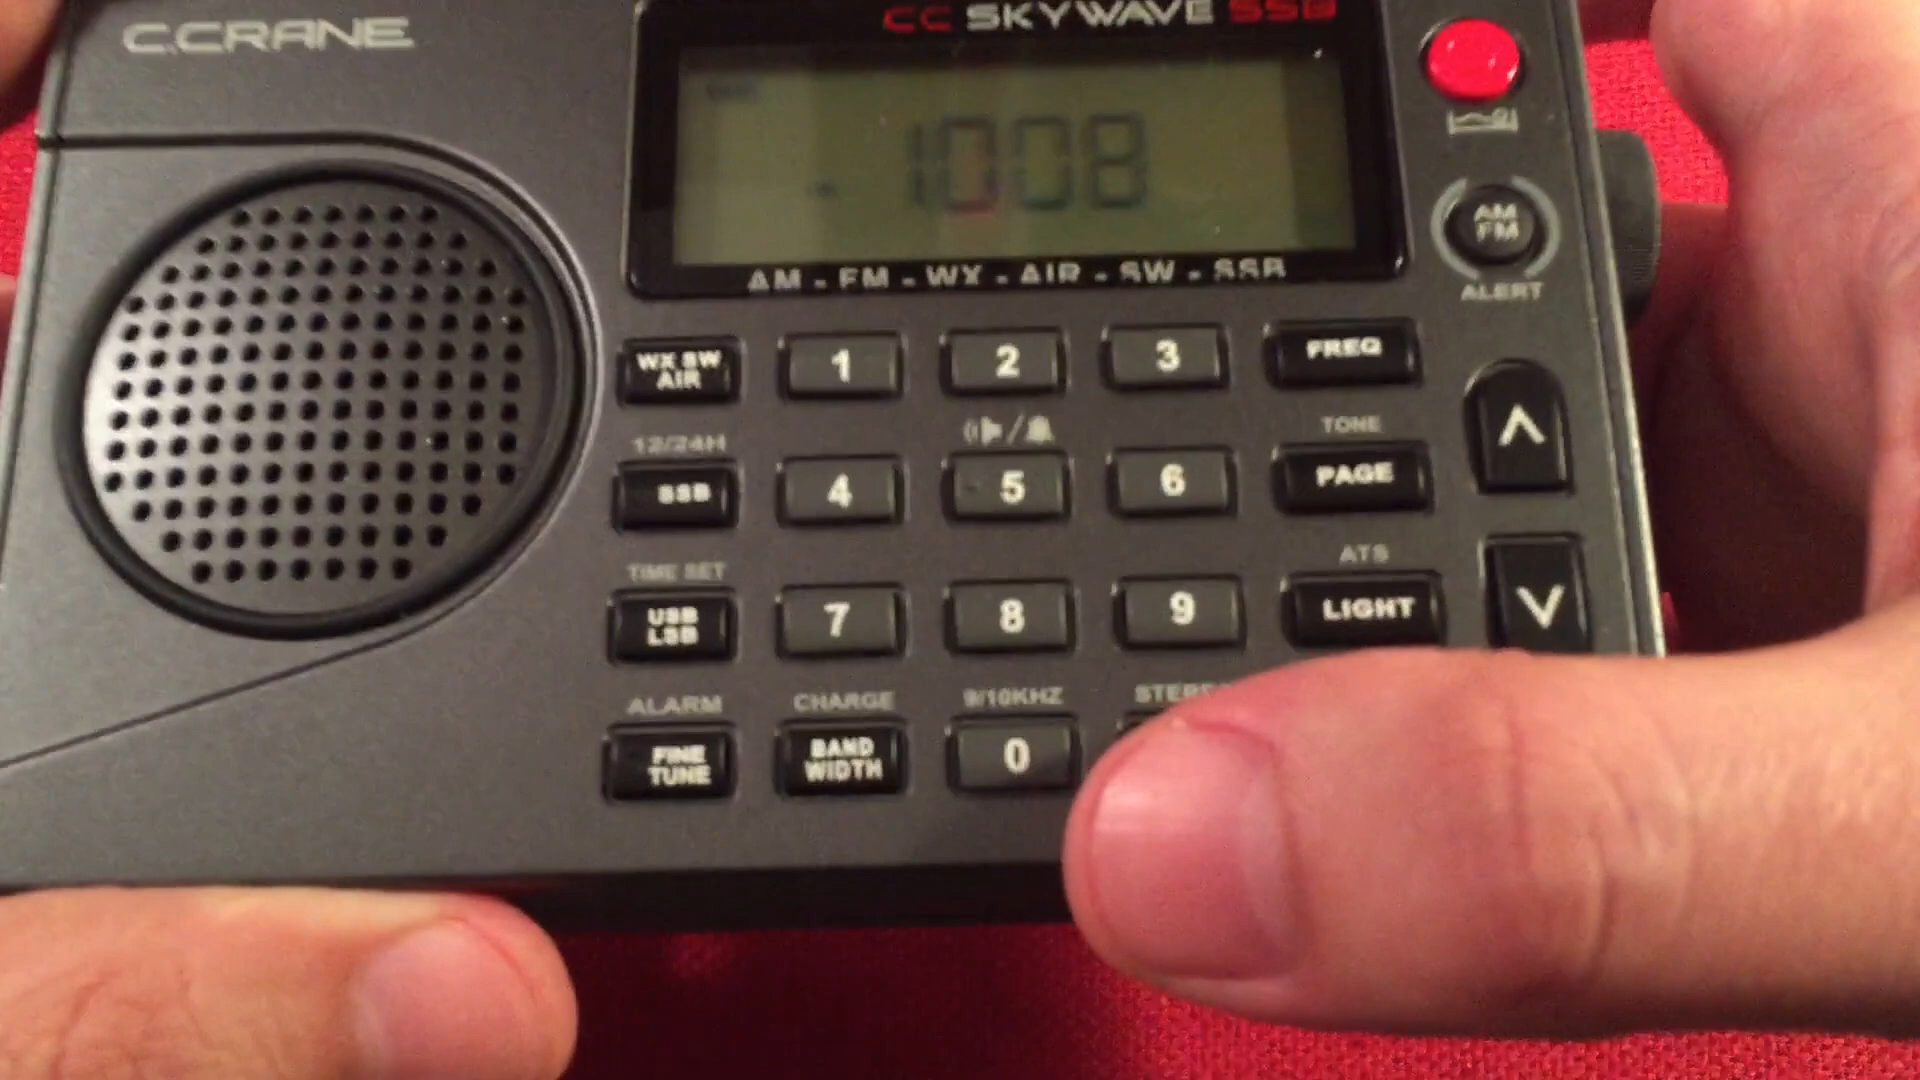 C.CRANE
CC SKYWAVE SSB
1008
AM - FM - WX - AIR - SW - SSB
AM
FM
ALERT
WX SW
AIR
1
2
3
FREQ
12/24H
TONE
SSB
4
5
6
PAGE
TIME SET
ATS
USB
LSB
7
8
9
LIGHT
ALARM
CHARGE
9/10KHZ
FINE
TUNE
BAND
WIDTH
0